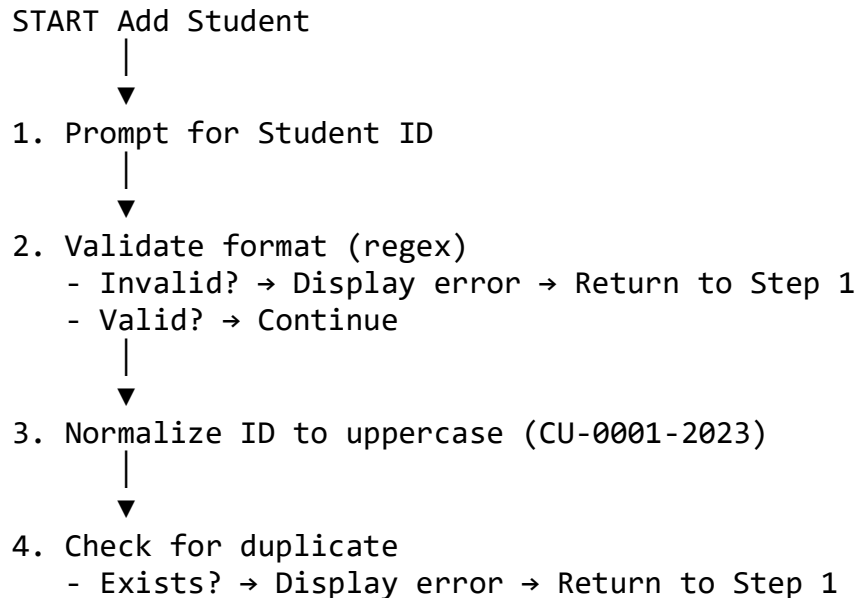 START Add Student
│
▼
1. Prompt for Student ID
│
▼
2. Validate format (regex)
- Invalid? → Display error → Return to Step 1
- Valid? → Continue
│
▼
3. Normalize ID to uppercase (CU-0001-2023)
│
▼
4. Check for duplicate
- Exists? → Display error → Return to Step 1